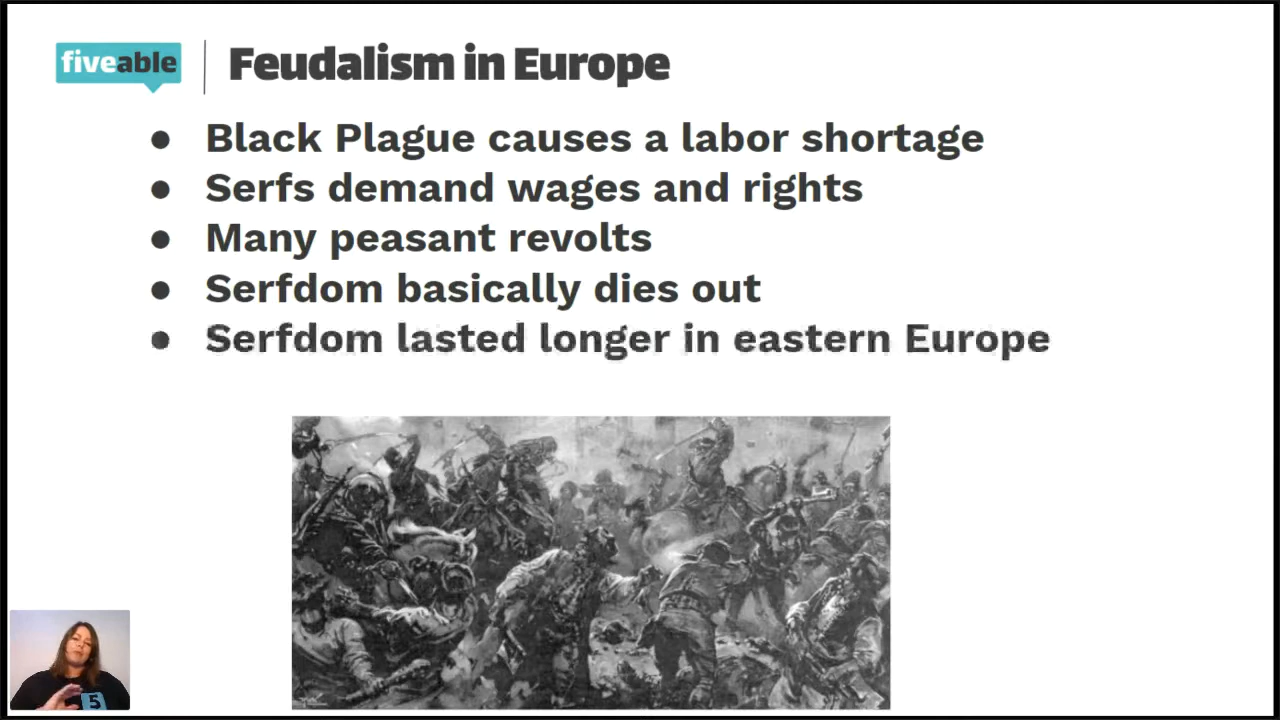 fiveable
Feudalism in Europe
● Black Plague causes a labor shortage
● Serfs demand wages and rights
● Many peasant revolts
● Serfdom basically dies out
● Serfdom lasted longer in eastern Europe
5